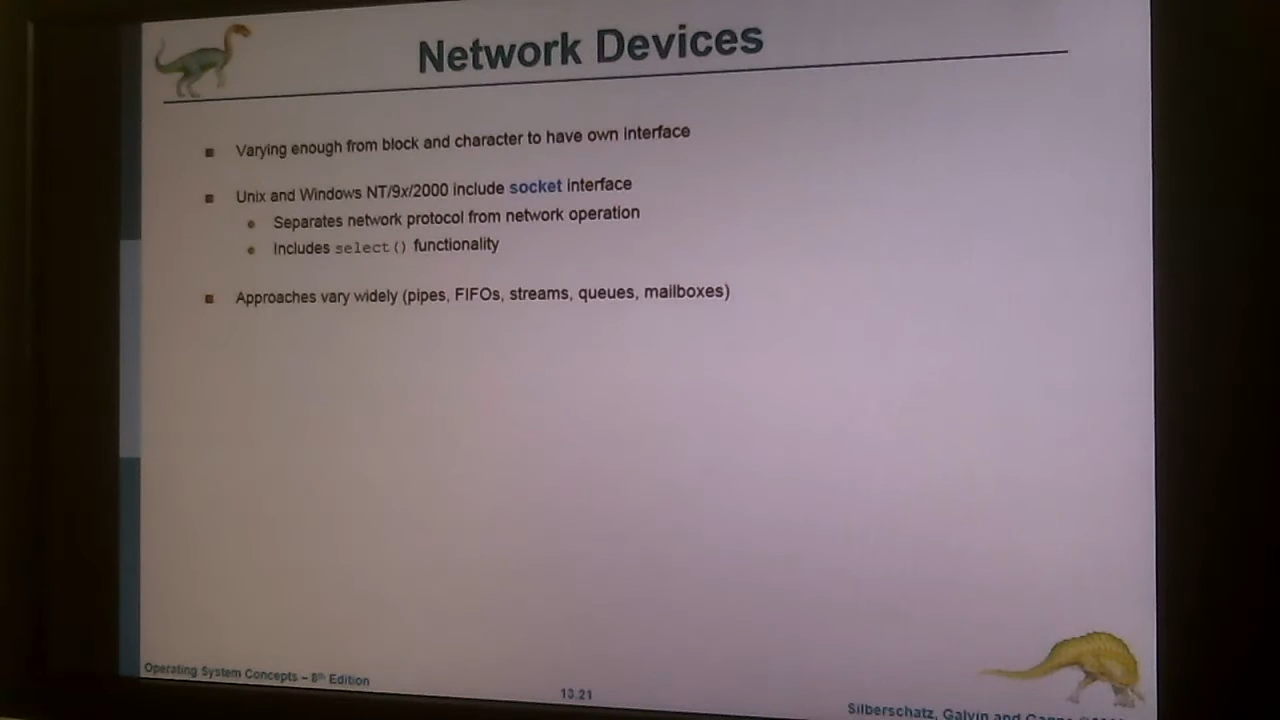 Network Devices
Varying enough from block and character to have own interface
Unix and Windows NT/9x/2000 include socket interface
Separates network protocol from network operation
Includes select() functionality
Approaches vary widely (pipes, FIFOs, streams, queues, mailboxes)
Operating System Concepts – 8th Edition
13.21
Silberschatz, Galvin and